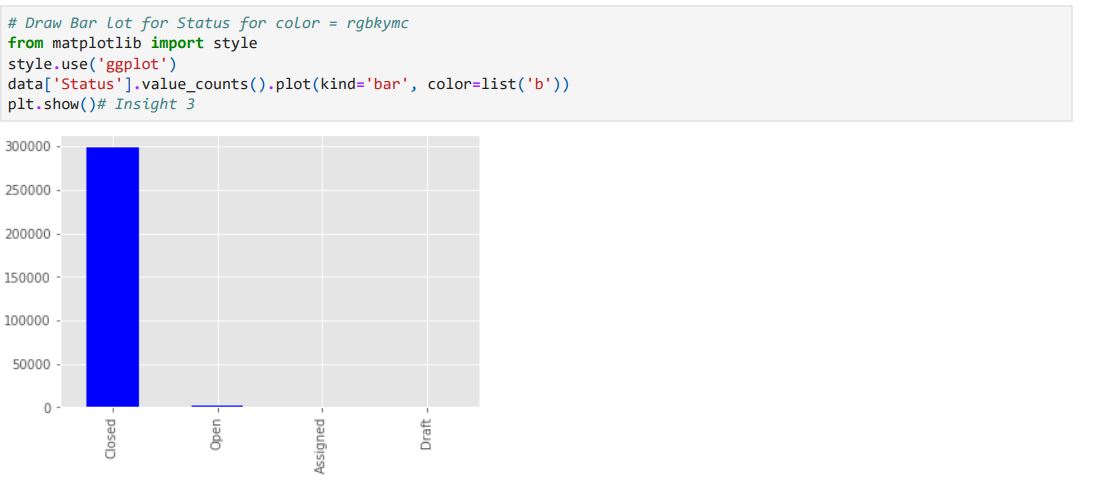 # Draw Bar lot for Status for color = rgbkymc
from matplotlib import style
style.use('ggplot')
data['Status'].value_counts().plot(kind='bar', color=list('b'))
plt.show()# Insight 3
300000
250000
200000
150000
100000
50000
0
Closed
Open
Assigned
Draft